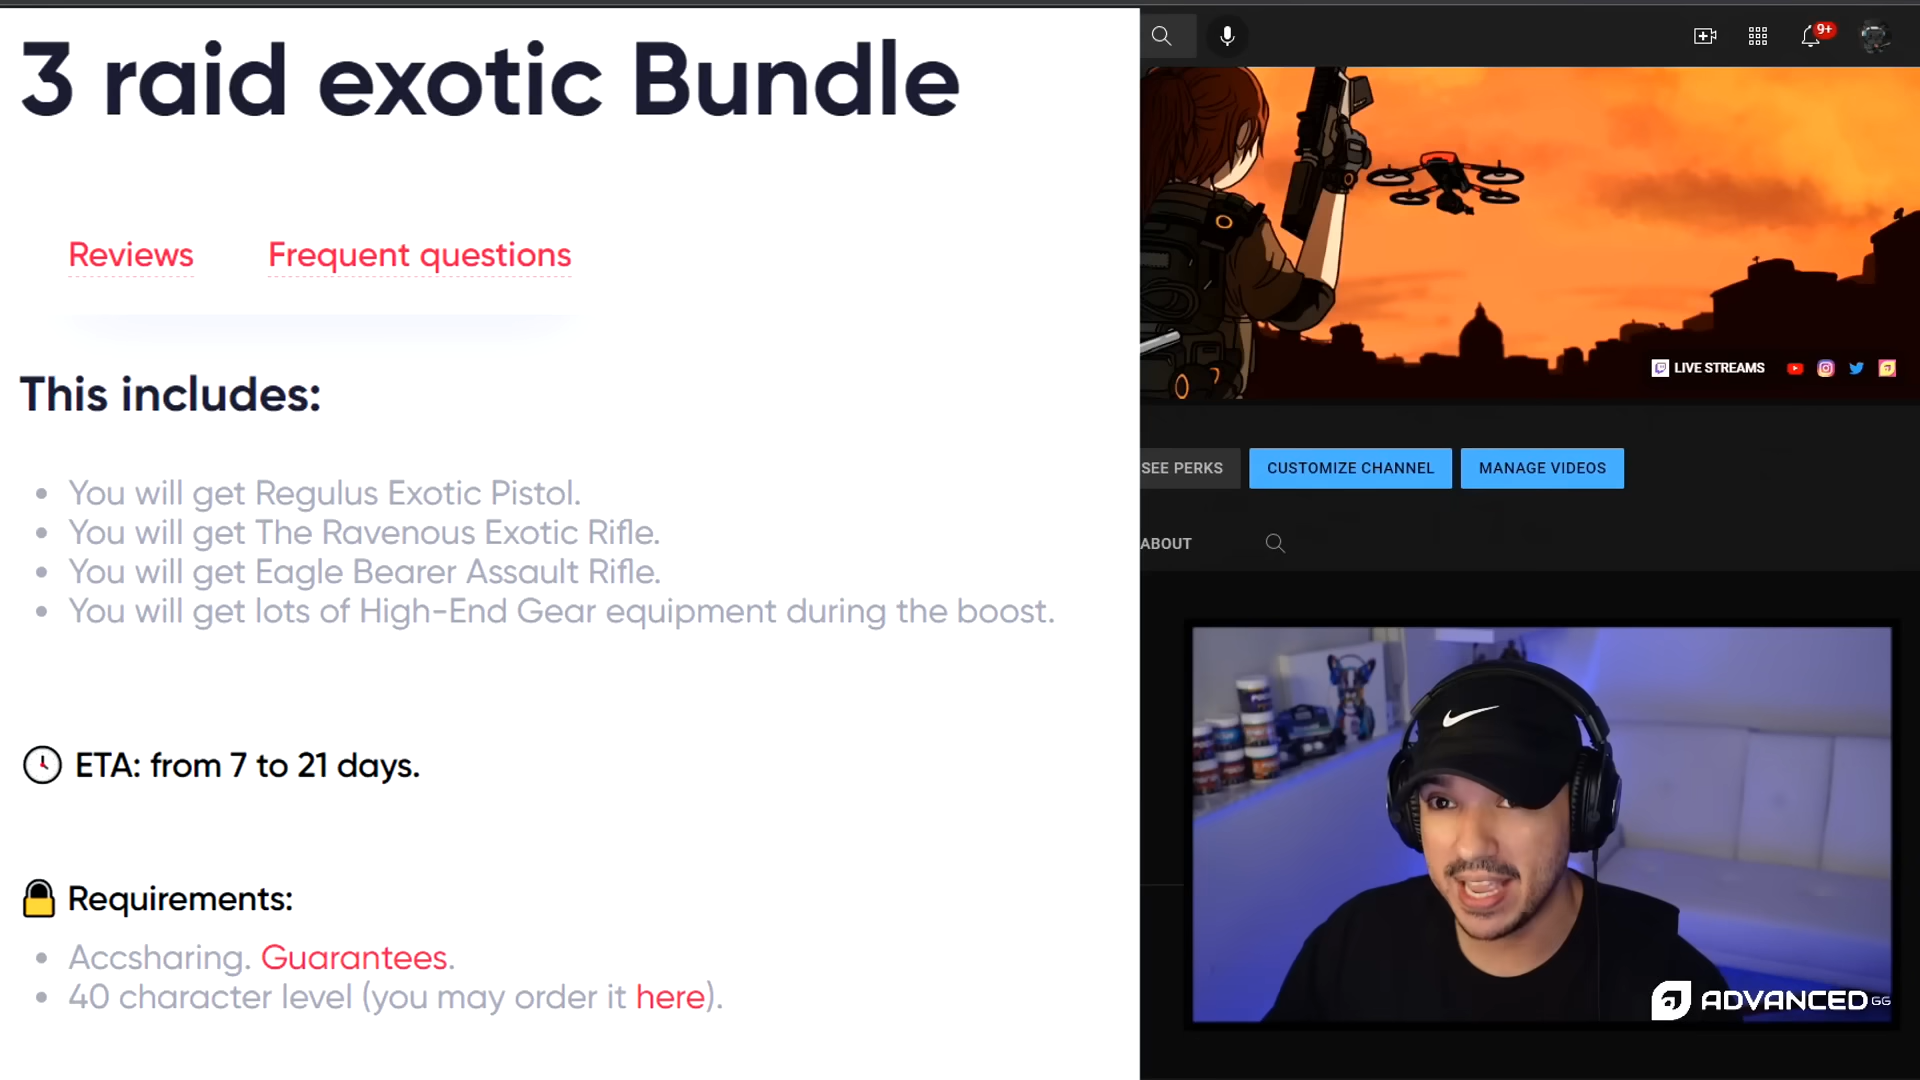 3 raid exotic Bundle
Reviews
Frequent questions
This includes:
You will get Regulus Exotic Pistol.
You will get The Ravenous Exotic Rifle.
You will get Eagle Bearer Assault Rifle.
You will get lots of High-End Gear equipment during the boost.
ETA: from 7 to 21 days.
Requirements:
Accsharing. Guarantees.
40 character level (you may order it here).
9+
LIVE STREAMS
SEE PERKS
CUSTOMIZE CHANNEL
MANAGE VIDEOS
ABOUT
ADVANCED GG